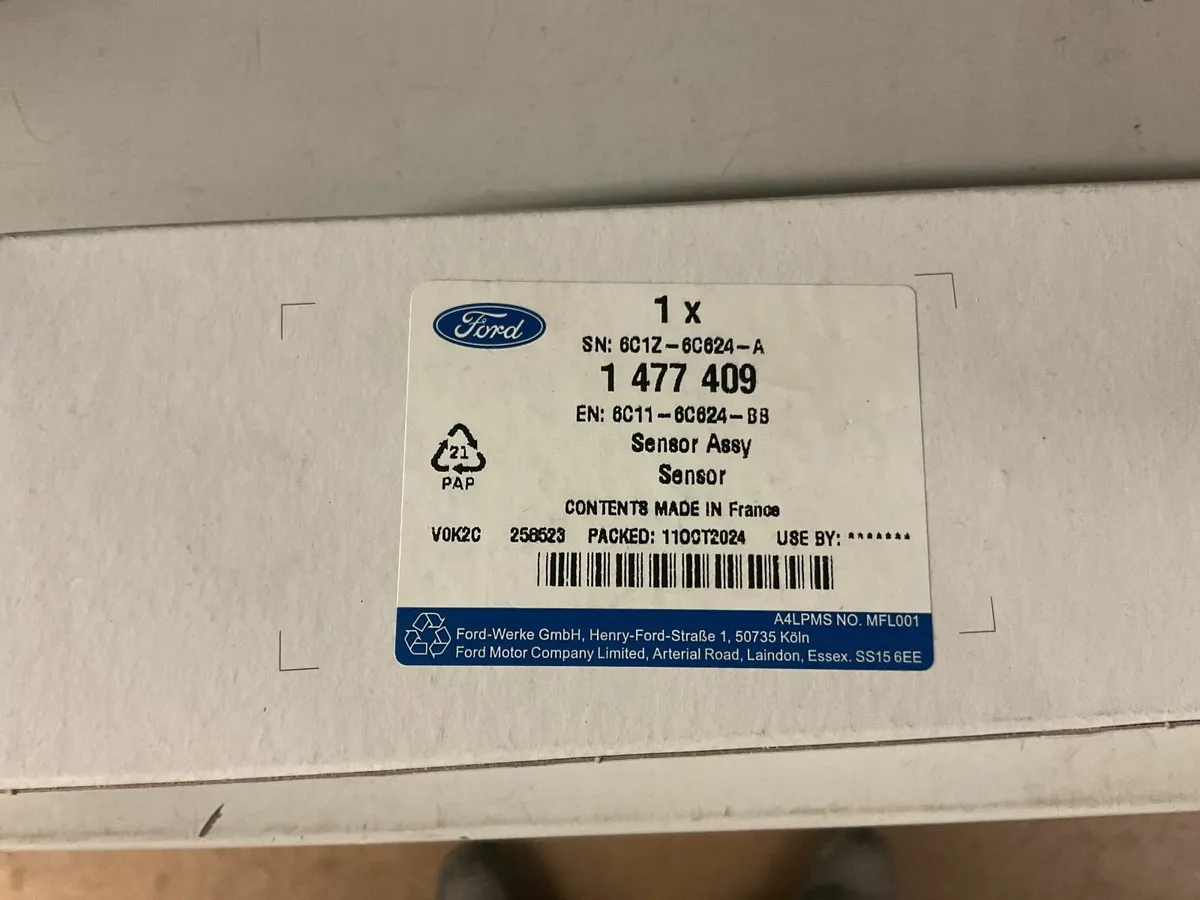 Ford
1 x
SN: 6C1Z-6C624-A
1 477 409
EN: 6C11-6C624-BB
Sensor Assy
Sensor
21
PAP
CONTENTS MADE IN France
V0K2C 256523 PACKED: 11OCT2024 USE BY: *******
A4LPMS NO. MFL001
Ford-Werke GmbH, Henry-Ford-Straße 1, 50735 Köln
Ford Motor Company Limited, Arterial Road, Laindon, Essex. SS15 6EE